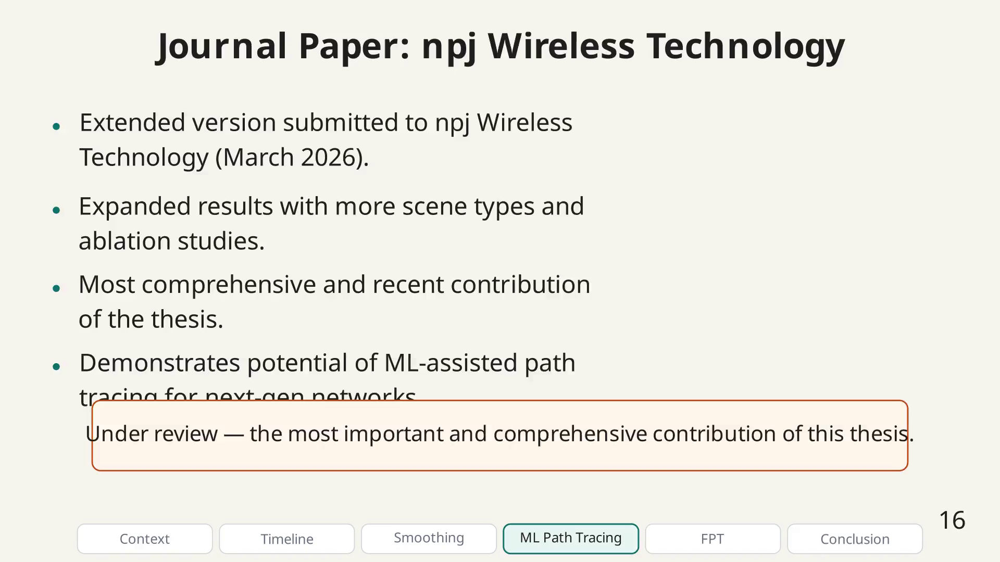 Journal Paper: npj Wireless Technology
Extended version submitted to npj Wireless
Technology (March 2026).
Expanded results with more scene types and
ablation studies.
Most comprehensive and recent contribution
of the thesis.
Demonstrates potential of ML-assisted path
tracing for next-gen networks
Under review — the most important and comprehensive contribution of this thesis.
16
Context
Timeline
Smoothing
ML Path Tracing
FPT
Conclusion